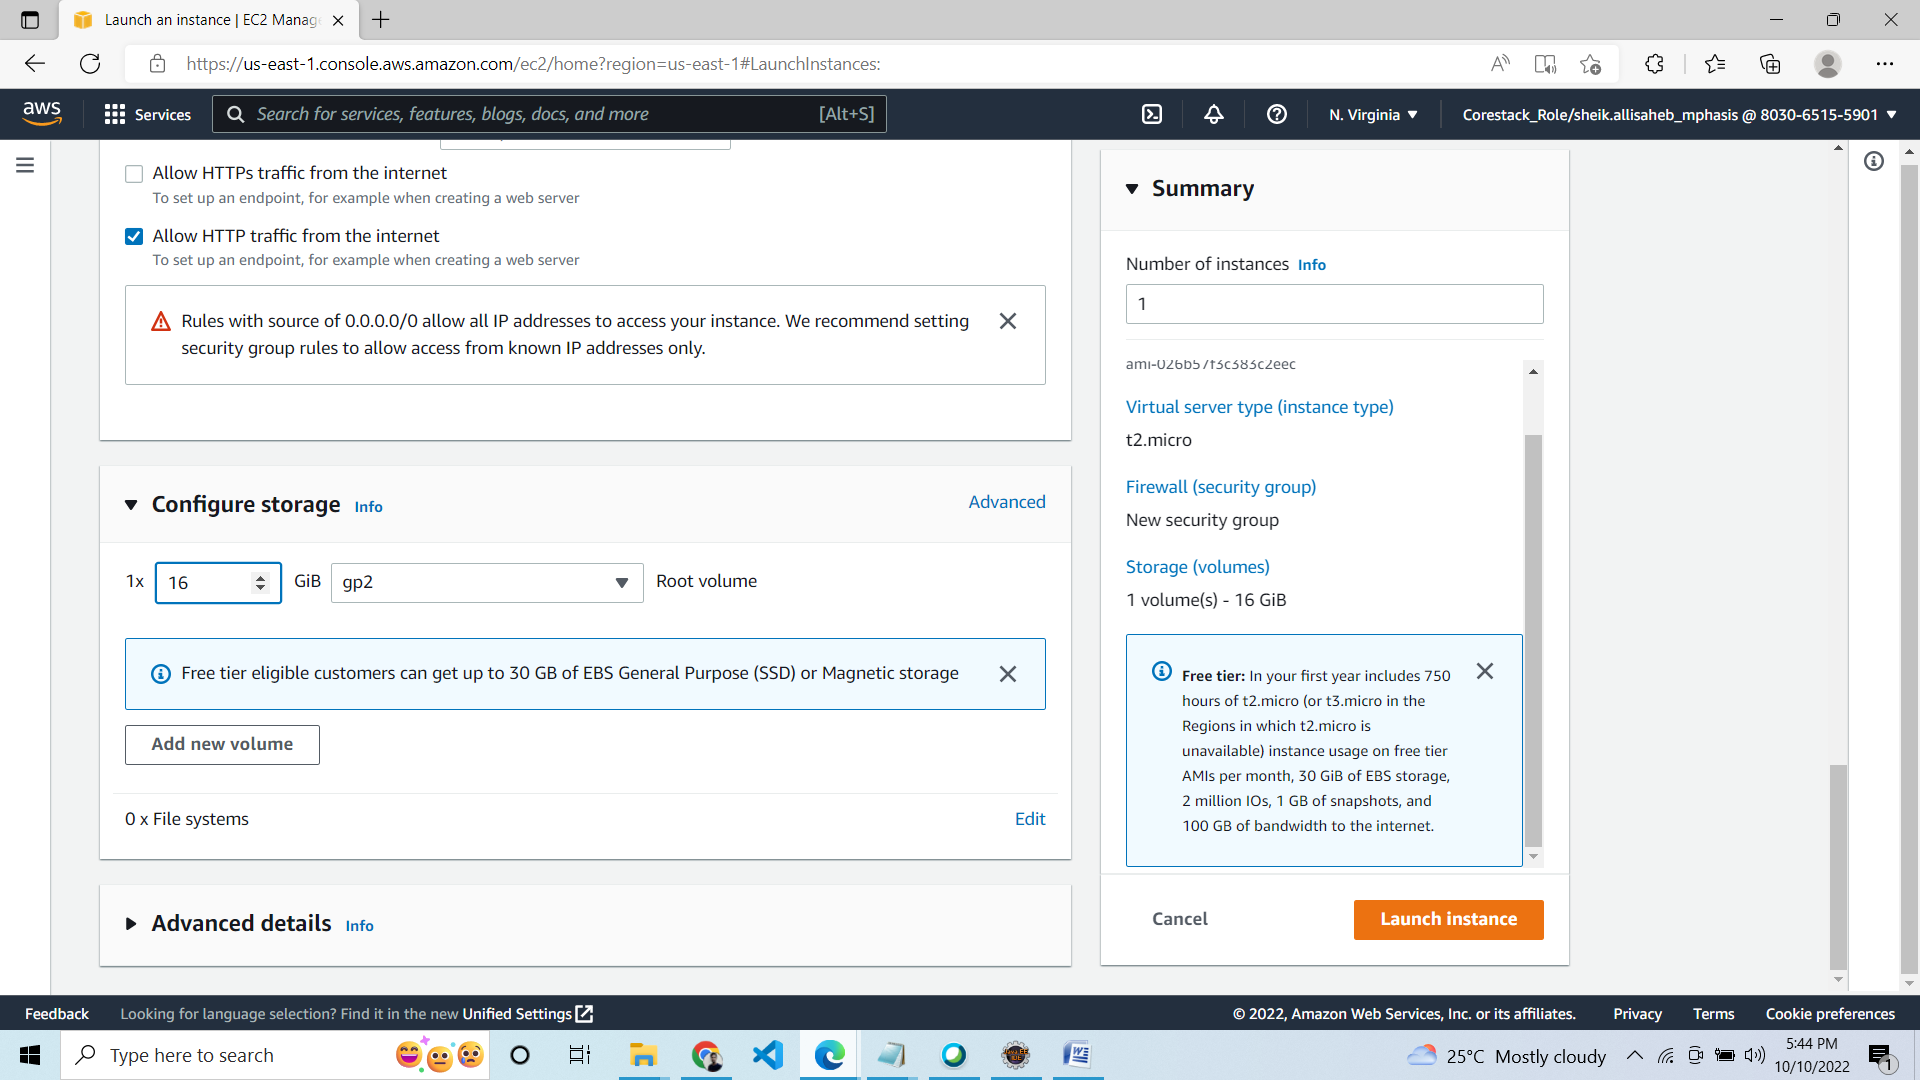 Launch an instance | EC2 Manag
https://us-east-1.console.aws.amazon.com/ec2/home?region=us-east-1#LaunchInstances:
aws
Services
Search for services, features, blogs, docs, and more
[Alt+S]
N. Virginia
Corestack_Role/sheik.allisaheb_mphasis @ 8030-6515-5901
Allow HTTPs traffic from the internet
To set up an endpoint, for example when creating a web server
Allow HTTP traffic from the internet
To set up an endpoint, for example when creating a web server
Rules with source of 0.0.0.0/0 allow all IP addresses to access your instance. We recommend setting
security group rules to allow access from known IP addresses only.
Configure storage Info
Advanced
1x 16 GiB gp2 Root volume
Free tier eligible customers can get up to 30 GB of EBS General Purpose (SSD) or Magnetic storage
Add new volume
0 x File systems
Edit
Advanced details Info
Summary
Number of instances Info
1
ami-026b57f3c383c2eec
Virtual server type (instance type)
t2.micro
Firewall (security group)
New security group
Storage (volumes)
1 volume(s) - 16 GiB
Free tier: In your first year includes 750
hours of t2.micro (or t3.micro in the
Regions in which t2.micro is
unavailable) instance usage on free tier
AMIs per month, 30 GiB of EBS storage,
2 million IOs, 1 GB of snapshots, and
100 GB of bandwidth to the internet.
Cancel
Launch instance
Feedback
Looking for language selection? Find it in the new Unified Settings
© 2022, Amazon Web Services, Inc. or its affiliates.
Privacy
Terms
Cookie preferences
Type here to search
25°C Mostly cloudy
5:44 PM
10/10/2022
1